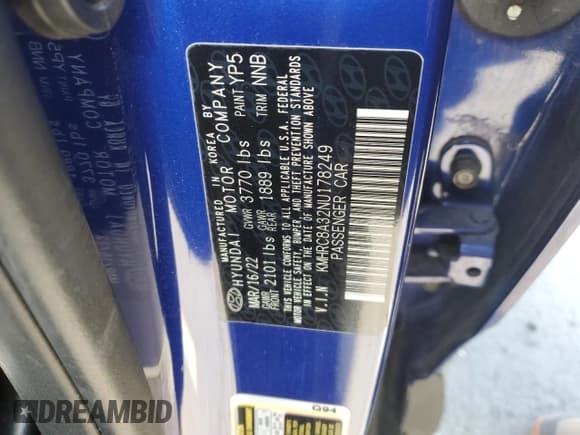 MANUFACTURED IN KOREA BY
HYUNDAI MOTOR COMPANY
MAR/16/22 GVWR 3770 lbs PAINT YP5
GAWR FRONT 2101 lbs GAWR REAR 1889 lbs TRIM NNB
THIS VEHICLE CONFORMS TO ALL APPLICABLE U.S.A. FEDERAL
MOTOR VEHICLE SAFETY, BUMPER, AND THEFT PREVENTION STANDARDS
IN EFFECT ON THE DATE OF MANUFACTURE SHOWN ABOVE
V.I.N KMHRC8A32NU178249
PASSENGER CAR
Q94
DREAMBID